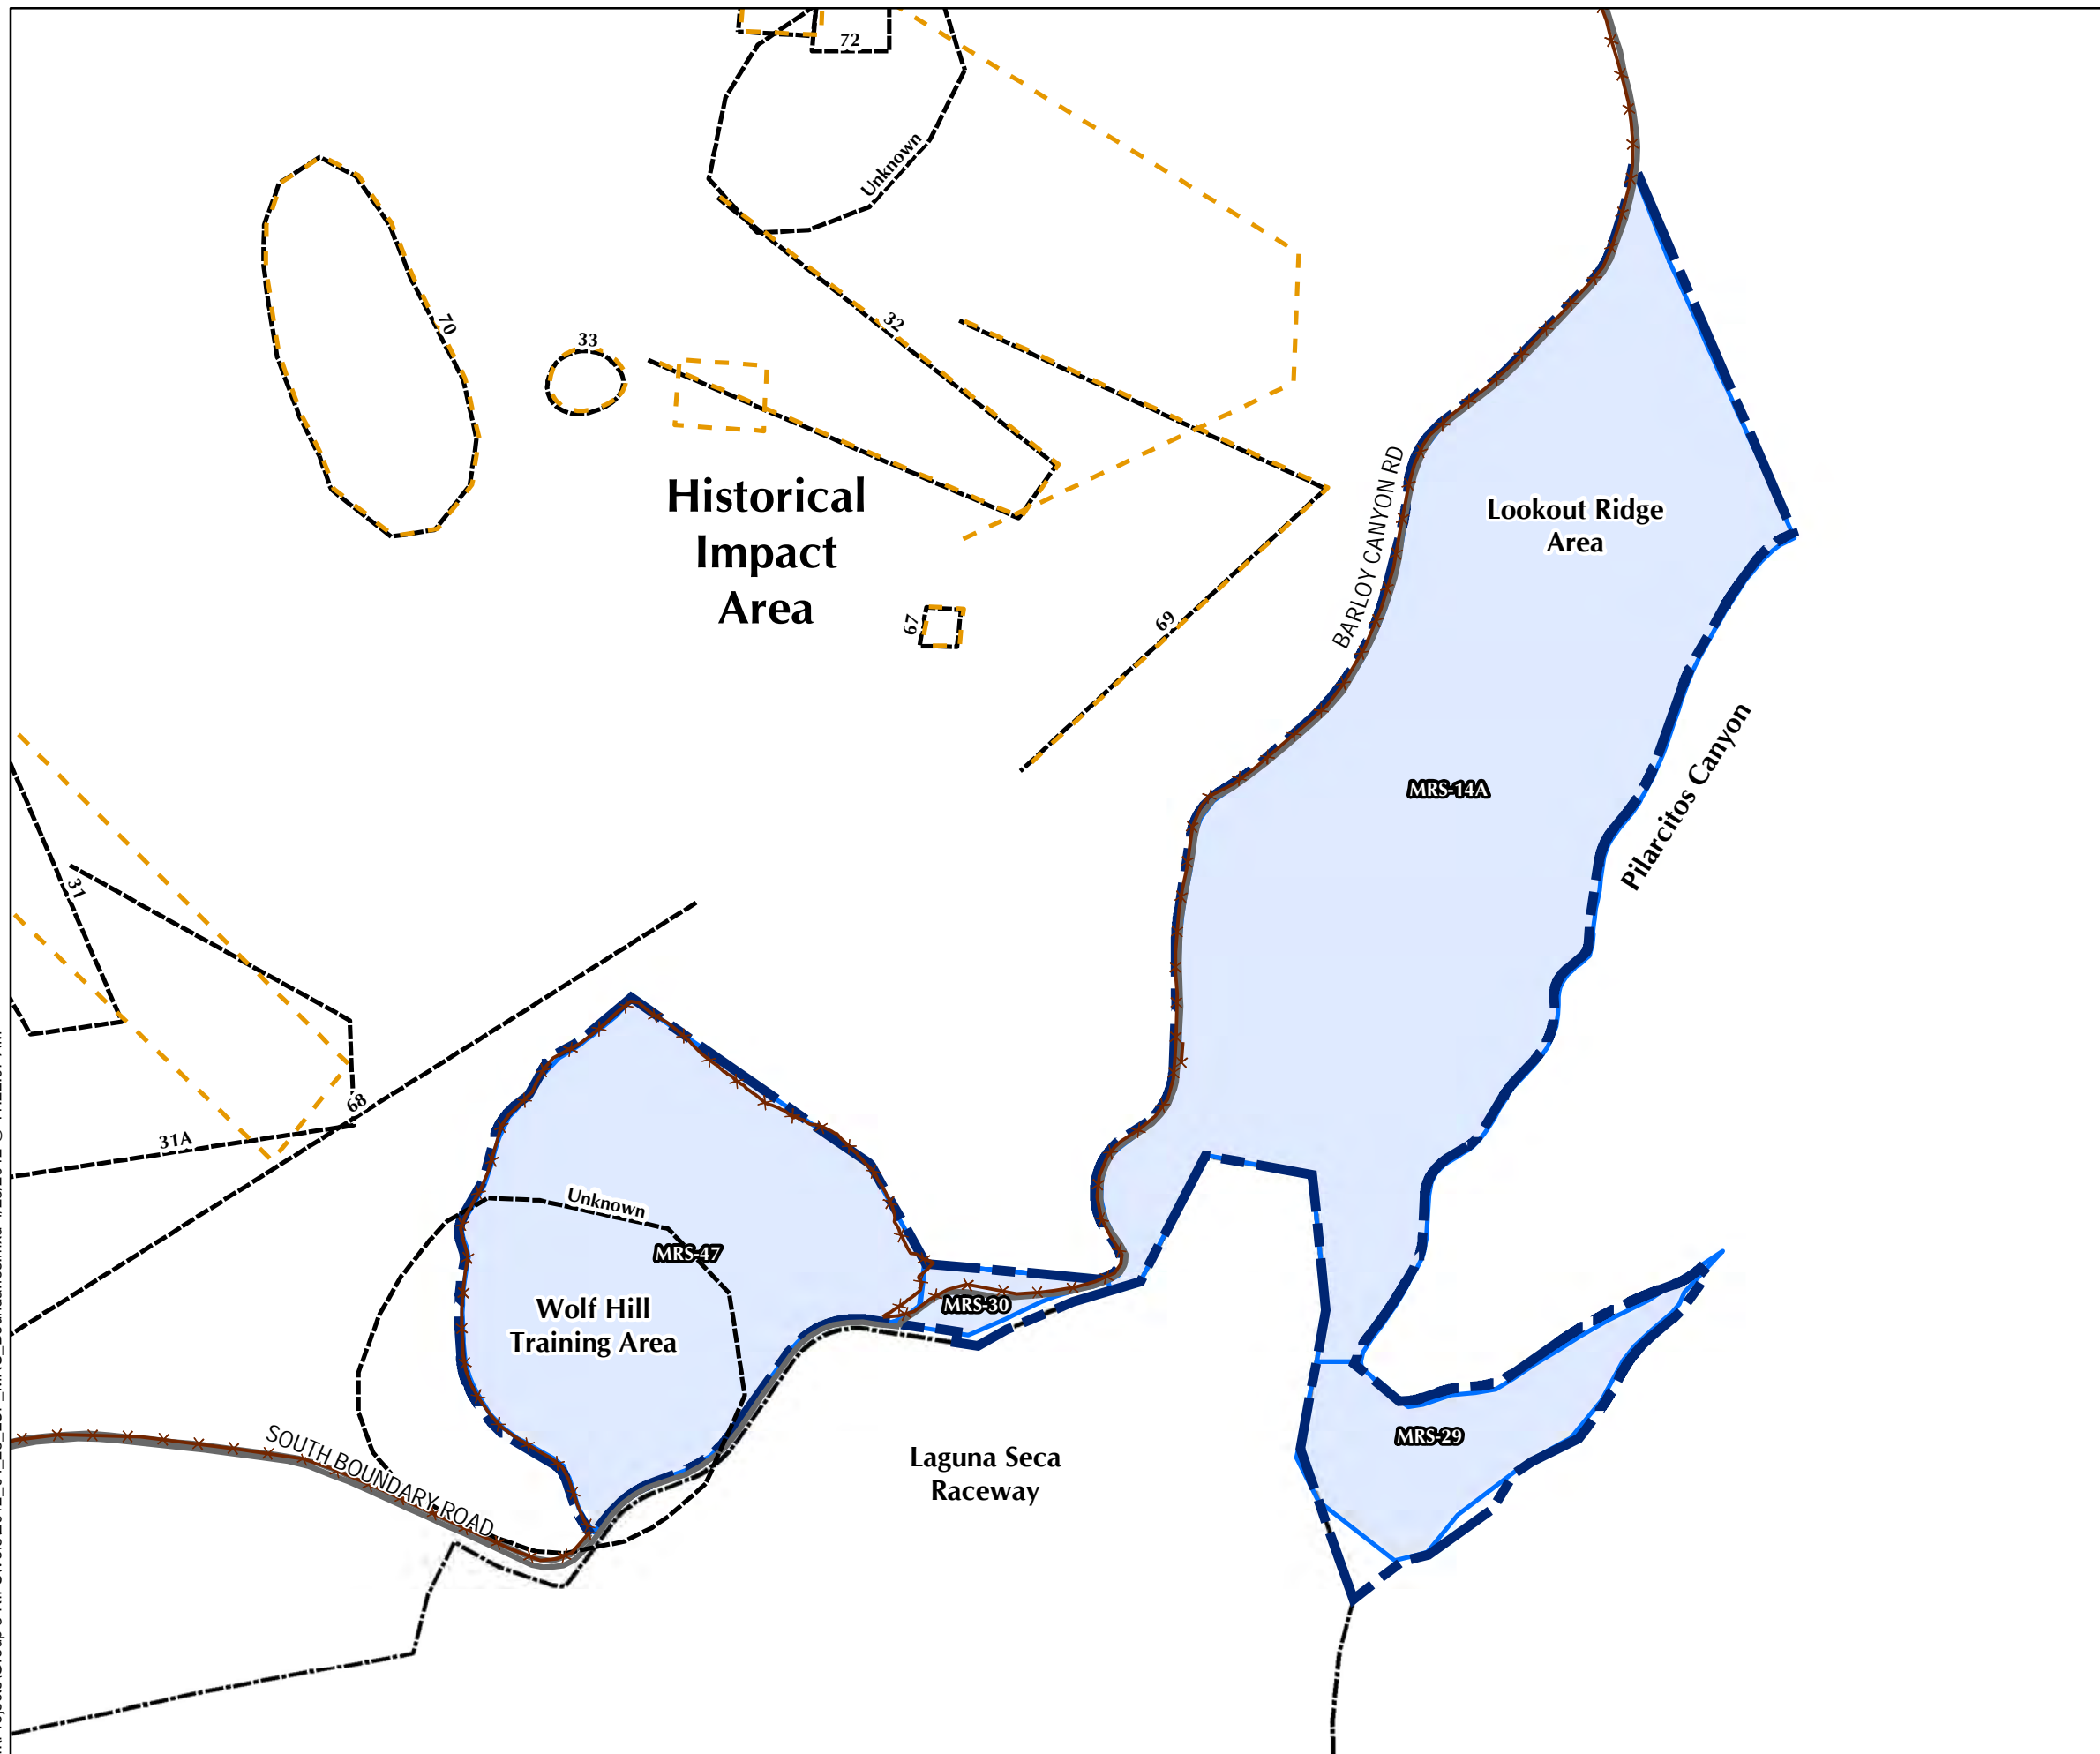 72
Unknown
70
33
32
Historical
Impact
Area
67
69
BARLOY CANYON RD
Lookout Ridge
Area
MRS-14A
Pilarcitos Canyon
31
68
31A
Unknown
MRS-47
Wolf Hill
Training Area
MRS-30
MRS-29
Laguna Seca
Raceway
SOUTH BOUNDARY ROAD